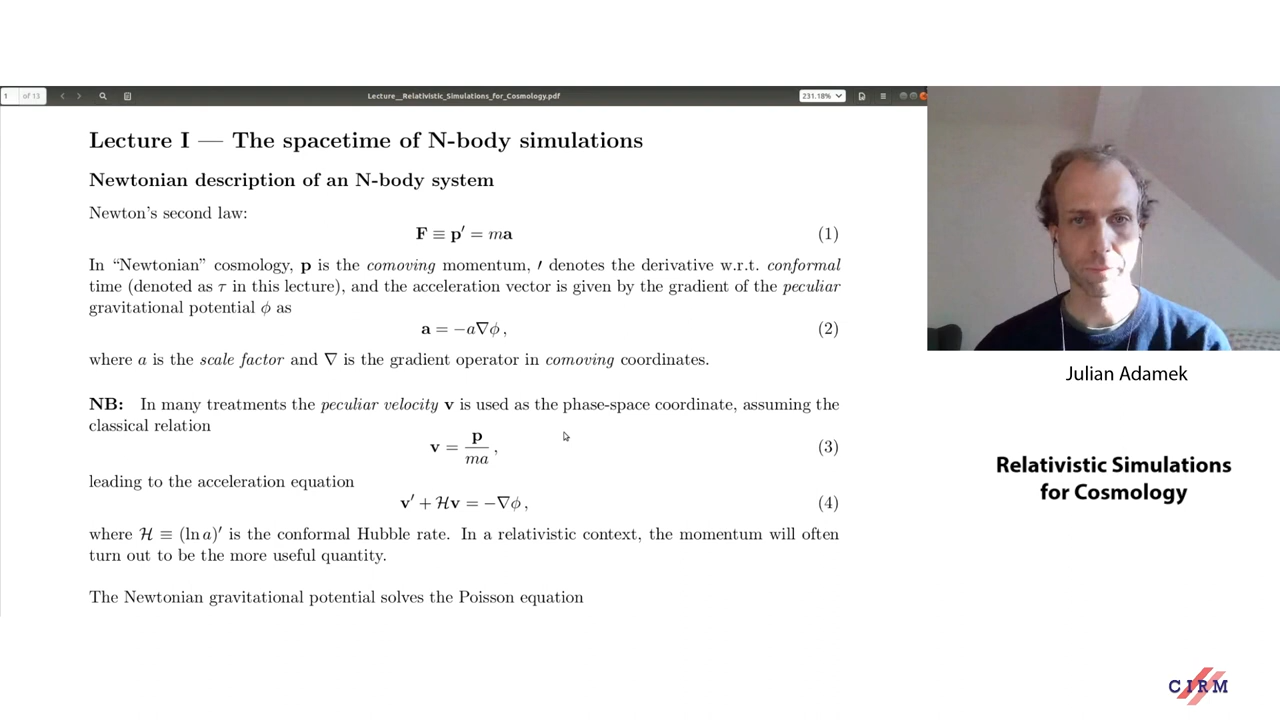 1 of 13 Lecture__Relativistic_Simulations_for_Cosmology.pdf 231.18%
Lecture I — The spacetime of N-body simulations
Newtonian description of an N-body system
Newton's second law:
F ≡ p′ = ma (1)
In “Newtonian” cosmology, p is the comoving momentum, ′ denotes the derivative w.r.t. conformal
time (denoted as τ in this lecture), and the acceleration vector is given by the gradient of the peculiar
gravitational potential ϕ as
a = −a∇ϕ , (2)
where a is the scale factor and ∇ is the gradient operator in comoving coordinates.
NB: In many treatments the peculiar velocity v is used as the phase-space coordinate, assuming the
classical relation
v = p/ma , (3)
leading to the acceleration equation
v′ + ℋv = −∇ϕ , (4)
where ℋ ≡ (ln a)′ is the conformal Hubble rate. In a relativistic context, the momentum will often
turn out to be the more useful quantity.
The Newtonian gravitational potential solves the Poisson equation
Julian Adamek
Relativistic Simulations
for Cosmology
CIRM